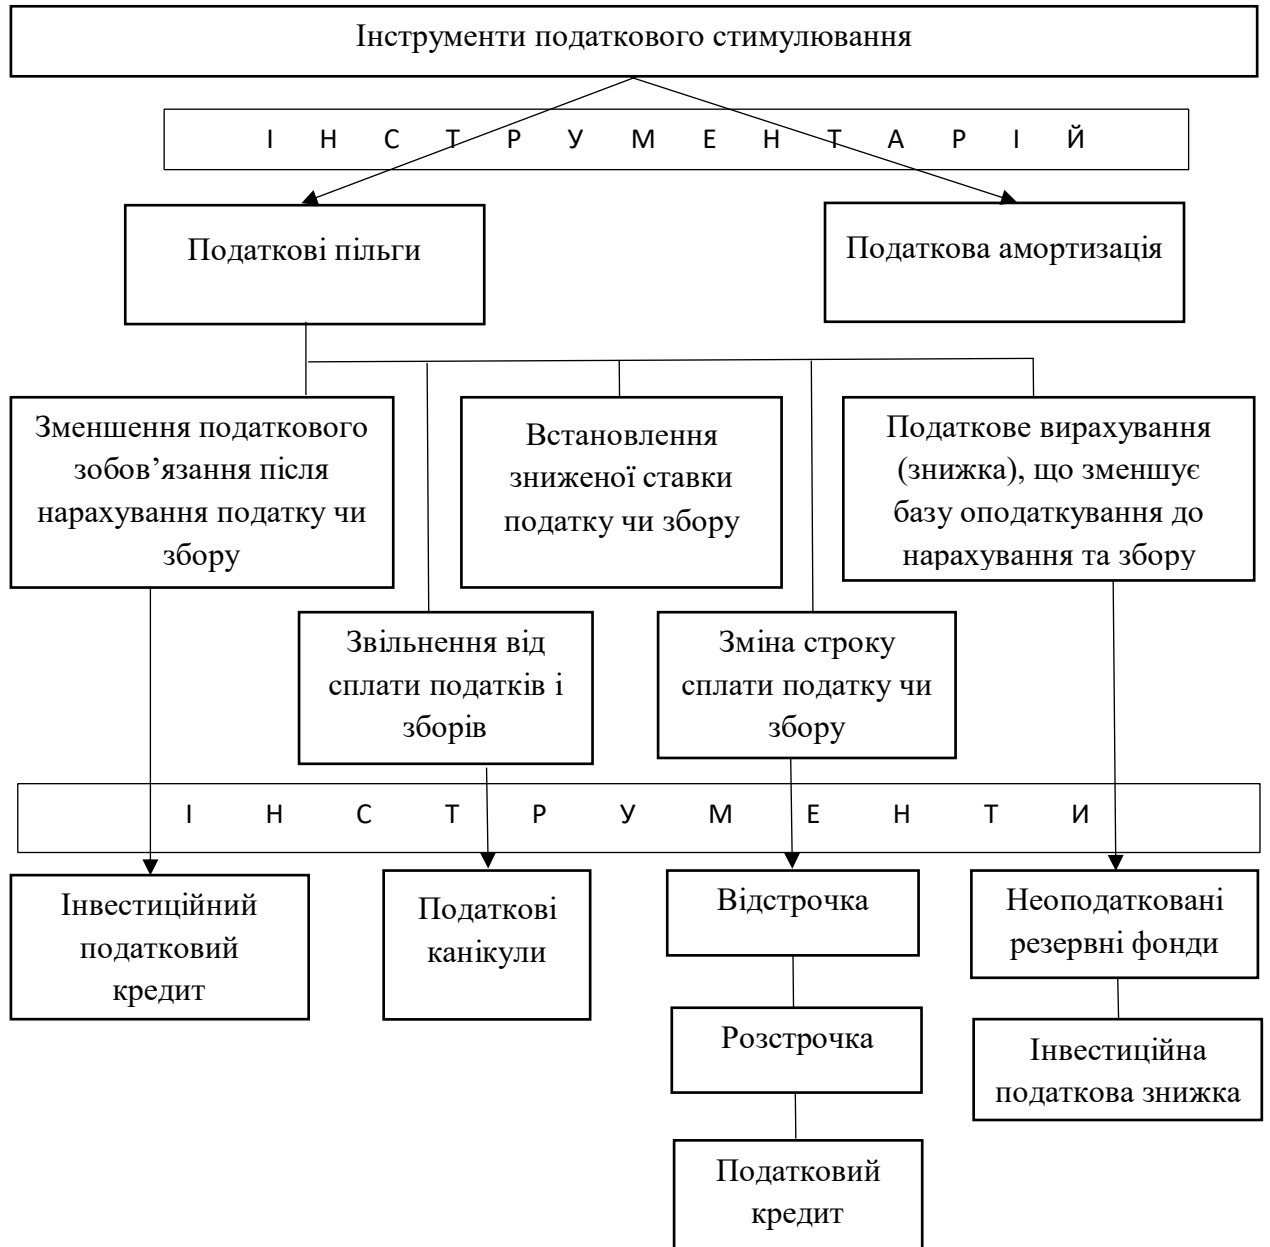 Інструменти податкового стимулювання
І Н С Т Р У М Е Н Т А Р І Й
Податкові пільги
Податкова амортизація
Зменшення податкового
зобов’язання після
нарахування податку чи
збору
Встановлення
зниженої ставки
податку чи збору
Податкове вирахування
(знижка), що зменшує
базу оподаткування до
нарахування та збору
Звільнення від
сплати податків і
зборів
Зміна строку
сплати податку чи
збору
І Н С Т Р У М Е Н Т И
Інвестиційний
податковий
кредит
Податкові
канікули
Відстрочка
Розстрочка
Податковий
кредит
Неоподатковані
резервні фонди
Інвестиційна
податкова знижка